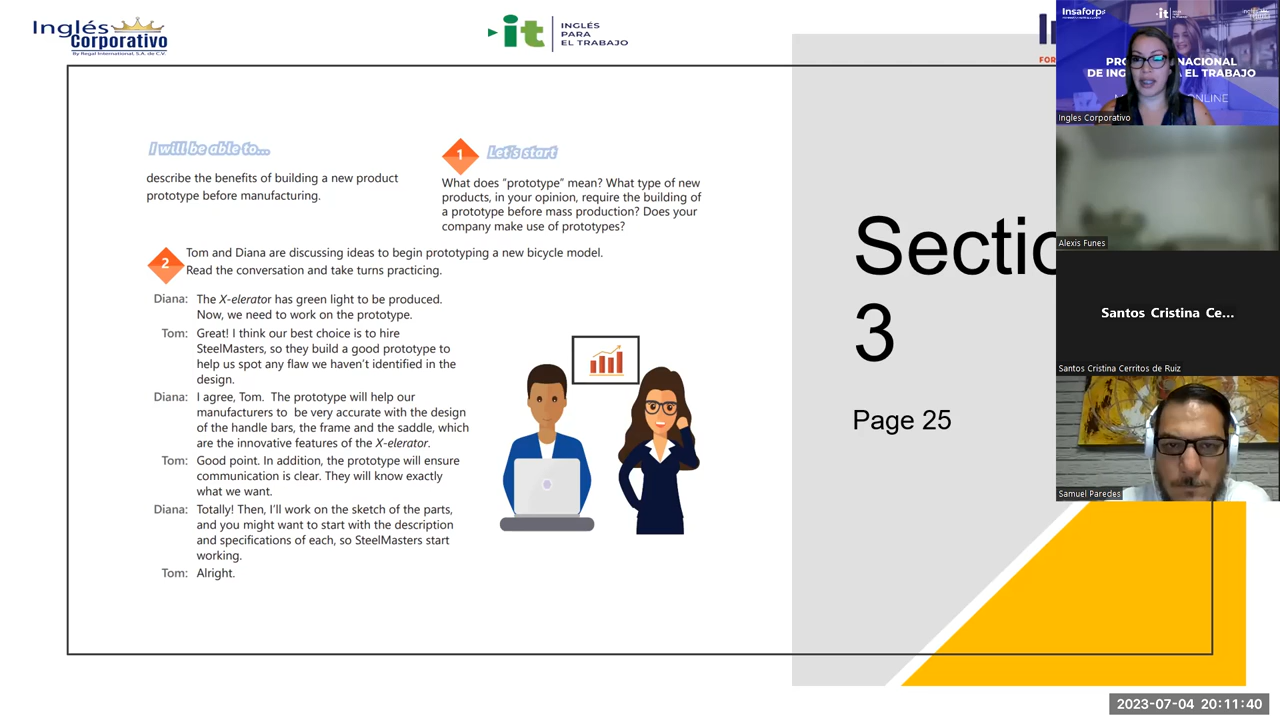 Inglés
Corporativo
By Regal International, S.A. de C.V.
it
INGLÉS
PARA
EL TRABAJO
I will be able to...
describe the benefits of building a new product
prototype before manufacturing.
1
Let's start
What does “prototype” mean? What type of new
products, in your opinion, require the building of
a prototype before mass production? Does your
company make use of prototypes?
2
Tom and Diana are discussing ideas to begin prototyping a new bicycle model.
Read the conversation and take turns practicing.
Diana: The X-elerator has green light to be produced.
Now, we need to work on the prototype.
Tom: Great! I think our best choice is to hire
SteelMasters, so they build a good prototype to
help us spot any flaw we haven’t identified in the
design.
Diana: I agree, Tom. The prototype will help our
manufacturers to be very accurate with the design
of the handle bars, the frame and the saddle, which
are the innovative features of the X-elerator.
Tom: Good point. In addition, the prototype will ensure
communication is clear. They will know exactly
what we want.
Diana: Totally! Then, I’ll work on the sketch of the parts,
and you might want to start with the description
and specifications of each, so SteelMasters start
working.
Tom: Alright.
Sectio
3
Page 25
In
FOR
Insaforp
it
PRO NACIONAL
DE ING EL TRABAJO
ONLINE
Ingles Corporativo
Alexis Funes
Santos Cristina Ce...
Santos Cristina Cerritos de Ruiz
Samuel Paredes
2023-07-04 20:11:40